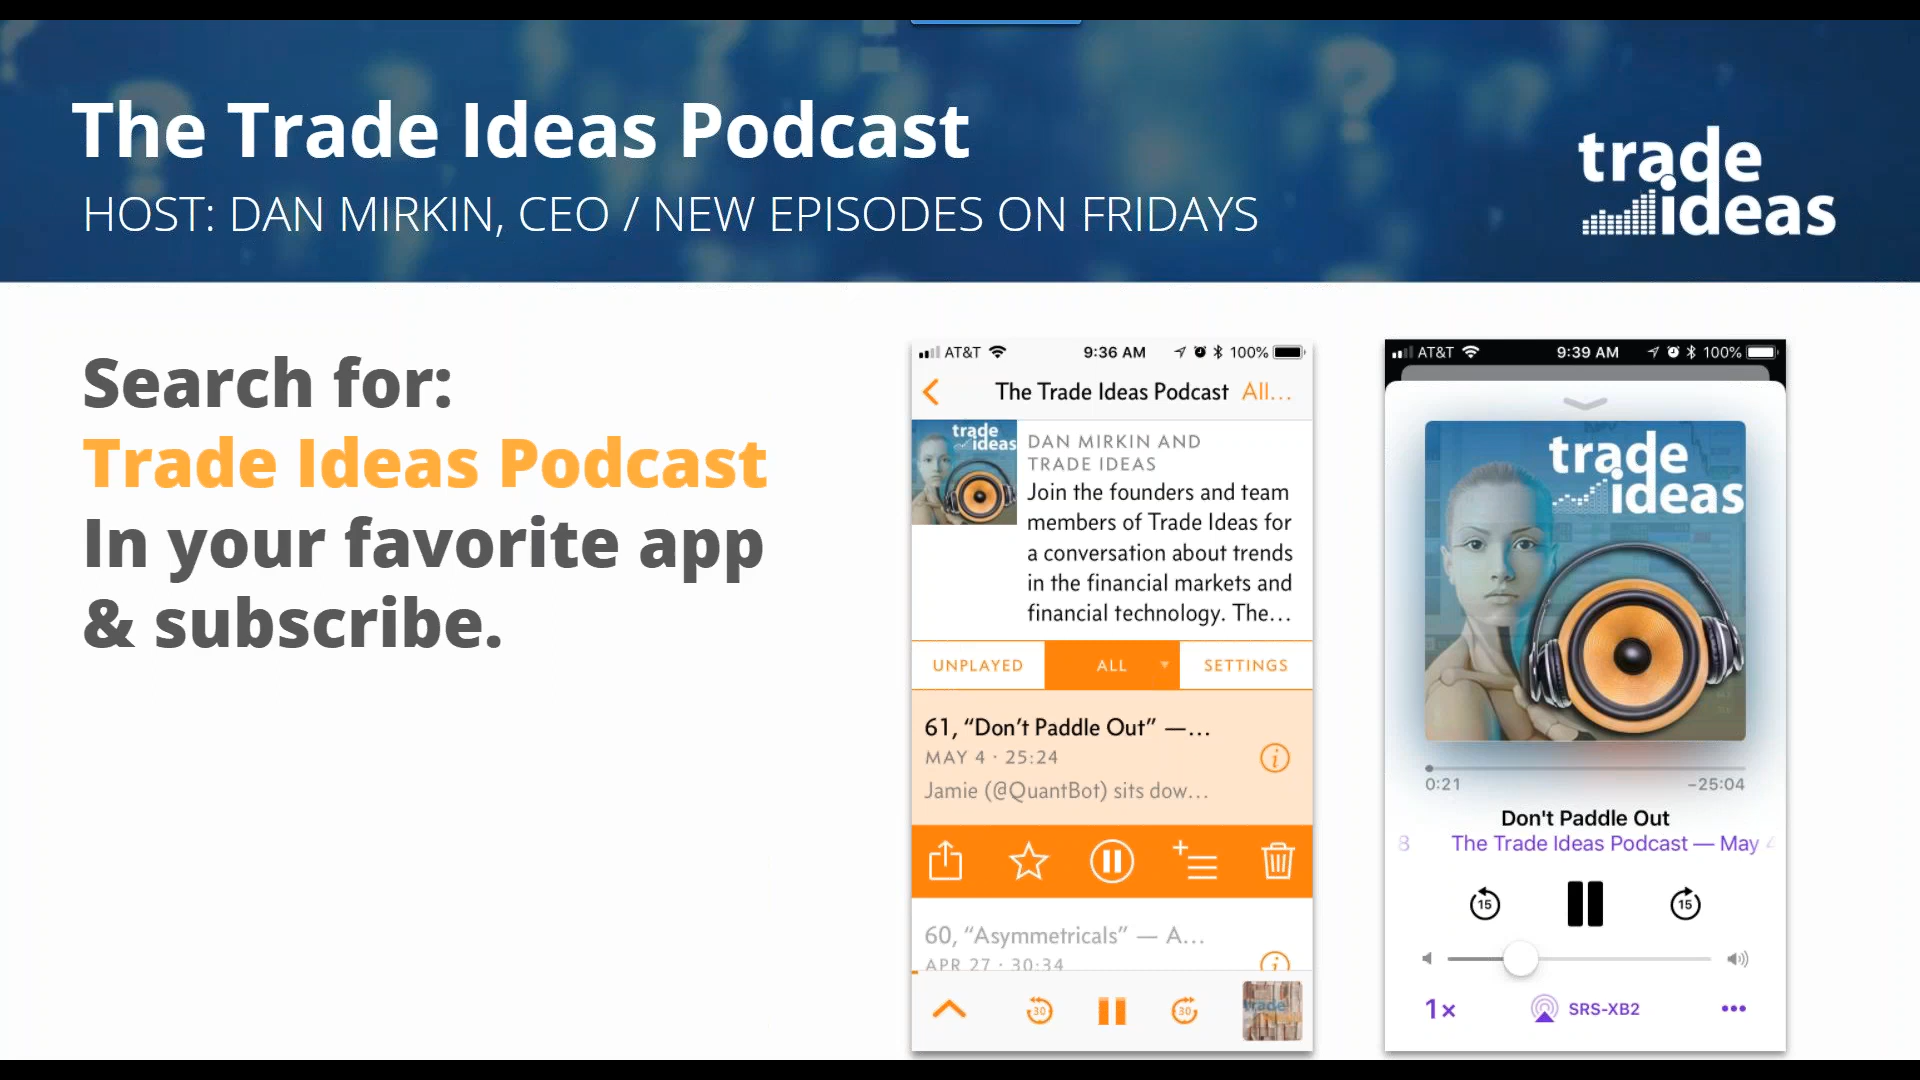 The Trade Ideas Podcast
HOST: DAN MIRKIN, CEO / NEW EPISODES ON FRIDAYS
trade
ideas
Search for:
Trade Ideas Podcast
In your favorite app
& subscribe.
AT&T 9:36 AM 100%
The Trade Ideas Podcast All...
trade
ideas
DAN MIRKIN AND
TRADE IDEAS
Join the founders and team
members of Trade Ideas for
a conversation about trends
in the financial markets and
financial technology. The...
UNPLAYED ALL SETTINGS
61, “Don’t Paddle Out” —...
MAY 4 · 25:24
Jamie (@QuantBot) sits dow...
60, “Asymmetricals” — A...
APR 27 · 30:34
30 30
trade
AT&T 9:39 AM 100%
trade
ideas
0:21 -25:04
Don't Paddle Out
8 The Trade Ideas Podcast — May 4
15 15
1× SRS-XB2